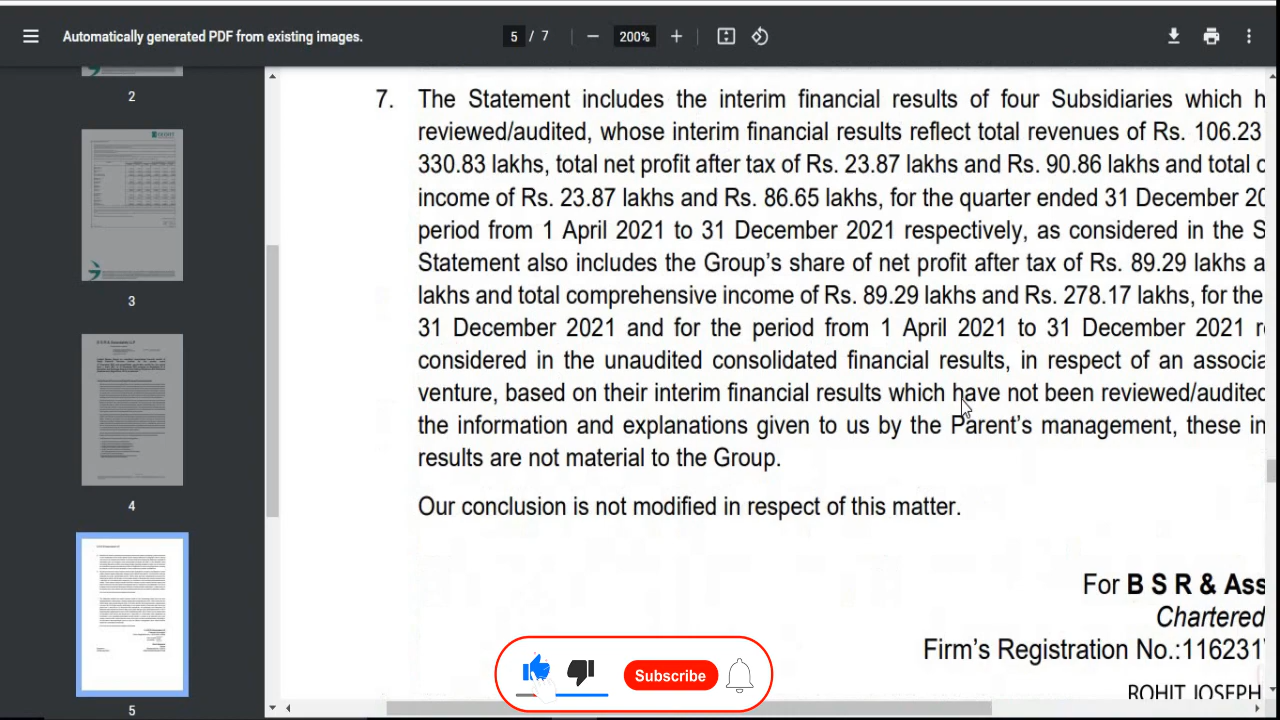 Automatically generated PDF from existing images.
5 / 7
200%
2
3
4
5
7. The Statement includes the interim financial results of four Subsidiaries which
reviewed/audited, whose interim financial results reflect total revenues of Rs. 106.23
330.83 lakhs, total net profit after tax of Rs. 23.87 lakhs and Rs. 90.86 lakhs and total
income of Rs. 23.87 lakhs and Rs. 86.65 lakhs, for the quarter ended 31 December
period from 1 April 2021 to 31 December 2021 respectively, as considered in the
Statement also includes the Group's share of net profit after tax of Rs. 89.29 lakhs
lakhs and total comprehensive income of Rs. 89.29 lakhs and Rs. 278.17 lakhs, for the
31 December 2021 and for the period from 1 April 2021 to 31 December 2021
considered in the unaudited consolidated financial results, in respect of an
venture, based on their interim financial results which have not been reviewed/audited
the information and explanations given to us by the Parent's management, these
results are not material to the Group.
Our conclusion is not modified in respect of this matter.
For B S R &
Chartered
Firm's Registration No.:116231
ROHIT JOSEPH
Subscribe